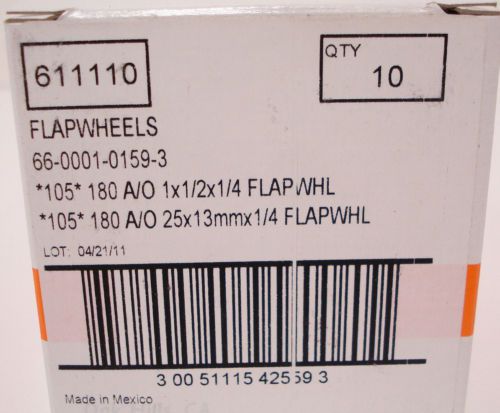 611110
QTY
10
FLAPWHEELS
66-0001-0159-3
*105* 180 A/O 1x1/2x1/4 FLAPWHL
*105* 180 A/O 25x13mmx1/4 FLAPWHL
LOT: 04/21/11
3 00 51115 42559 3
Made in Mexico